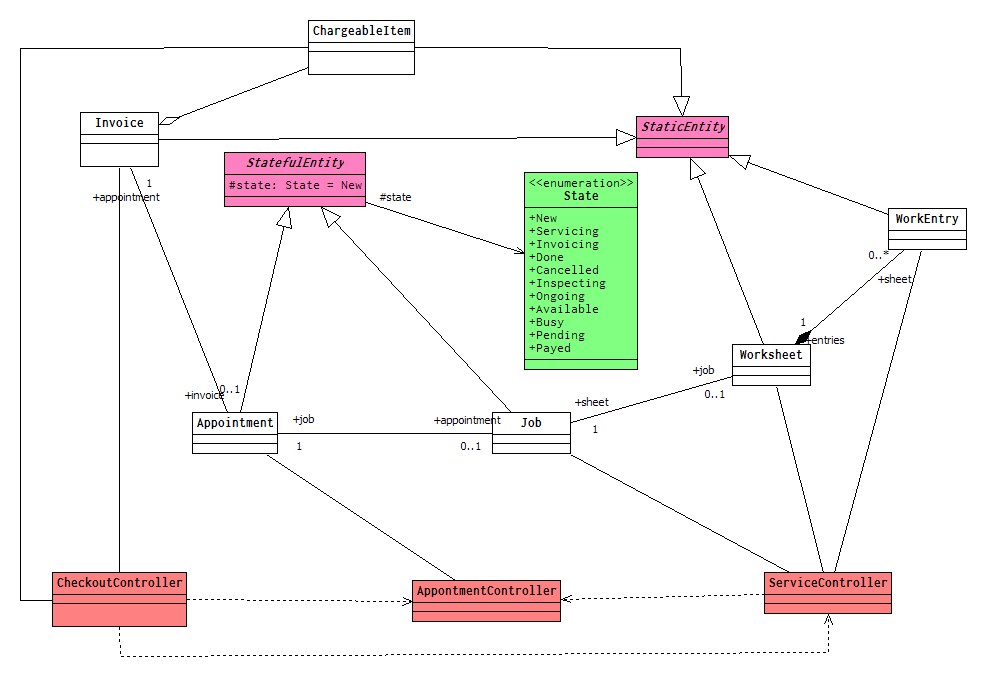 ChargeableItem
Invoice
StaticEntity
StatefulEntity
#state: State = New
<<enumeration>>
State
+New
+Servicing
+Invoicing
+Done
+Cancelled
+Inspecting
+Ongoing
+Available
+Busy
+Pending
+Payed
#state
1
+appointment
WorkEntry
0..*
+sheet
1
+entries
Worksheet
+job
0..1
+sheet
1
+invoice
0..1
Appointment
+job
1
+appointment
0..1
Job
CheckoutController
AppontmentController
ServiceController